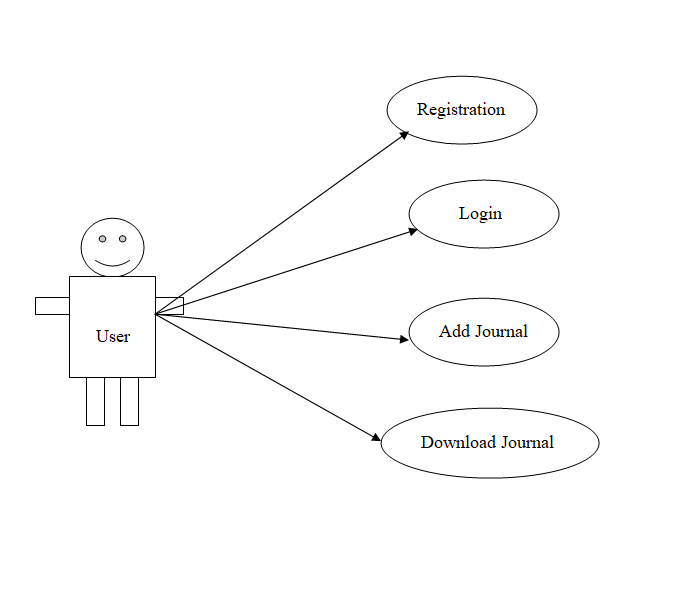 Registration
Login
User
Add Journal
Download Journal